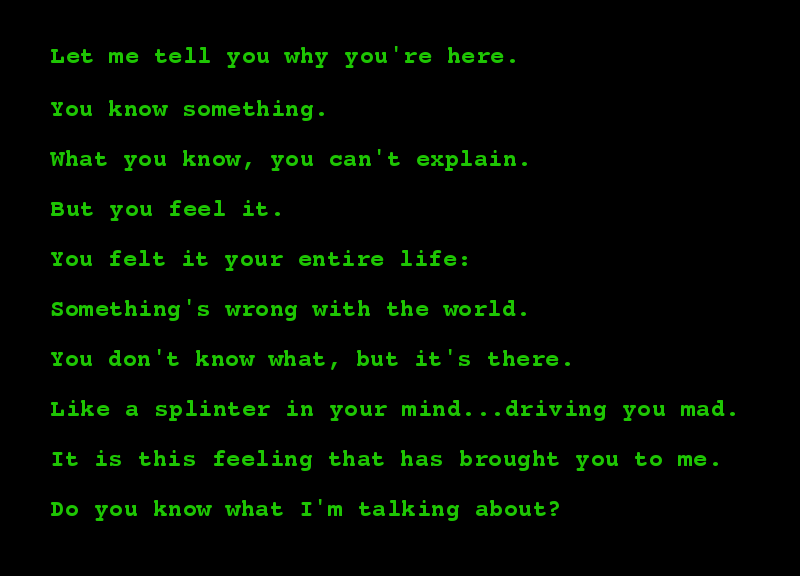 Let me tell you why you're here.
You know something.
What you know, you can't explain.
But you feel it.
You felt it your entire life:
Something's wrong with the world.
You don't know what, but it's there.
Like a splinter in your mind...driving you mad.
It is this feeling that has brought you to me.
Do you know what I'm talking about?